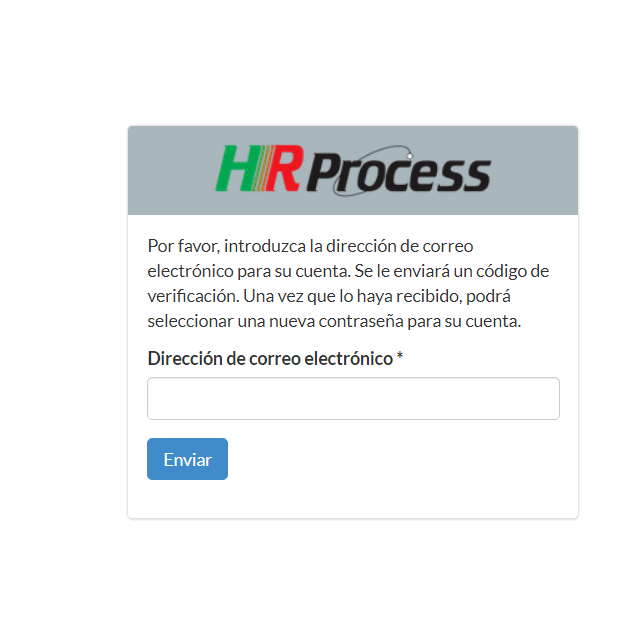 HR Process
Por favor, introduzca la dirección de correo
electrónico para su cuenta. Se le enviará un código de
verificación. Una vez que lo haya recibido, podrá
seleccionar una nueva contraseña para su cuenta.
Dirección de correo electrónico *
Enviar